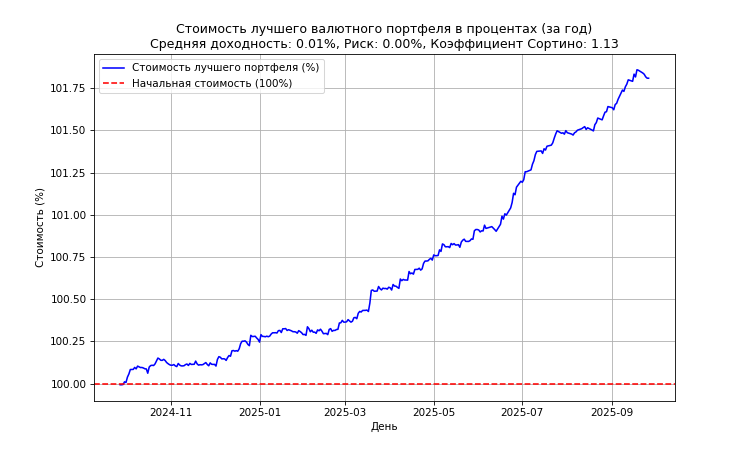 Стоимость лучшего валютного портфеля в процентах (за год)
Средняя доходность: 0.01%, Риск: 0.00%, Коэффициент Сортино: 1.13
Стоимость лучшего портфеля (%)
Начальная стоимость (100%)
Стоимость (%)
101.75
101.50
101.25
101.00
100.75
100.50
100.25
100.00
2024-11
2025-01
2025-03
2025-05
2025-07
2025-09
День